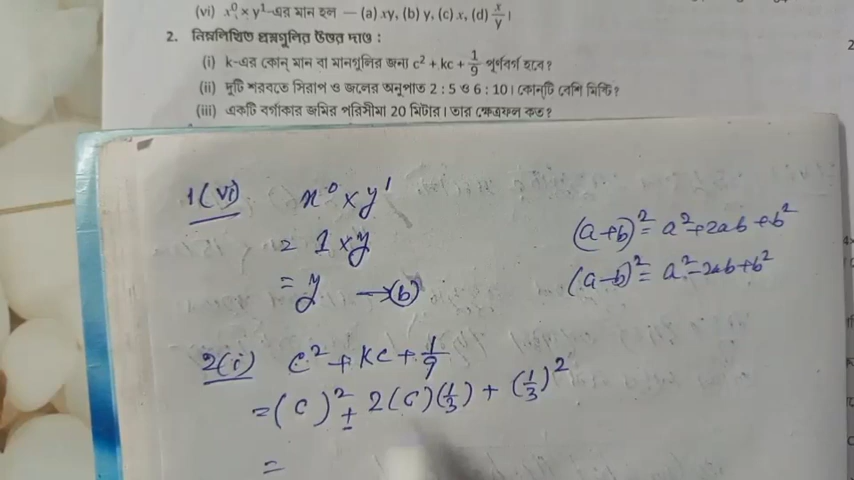 (vi) x⁰ × y¹-এর মান হল — (a) xy, (b) y, (c) x, (d) x/y ।
2. নিম্নলিখিত প্রশ্নগুলির উত্তর দাও :
(i) k-এর কোন্ মান বা মানগুলির জন্য c² + kc + 1/9 পূর্ণবর্গ হবে?
(ii) দুটি শরবতে সিরাপ ও জলের অনুপাত 2 : 5 ও 6 : 10। কোনটি বেশি মিষ্টি?
(iii) একটি বর্গাকার জমির পরিসীমা 20 মিটার। তার ক্ষেত্রফল কত?
1(vi) x⁰ × y¹
= 1 × y
= y → (b)
(a+b)² = a²+2ab+b²
(a-b)² = a²-2ab+b²
2(i) c² + kc + 1/9
= (c)² ± 2(c)(1/3) + (1/3)²
=